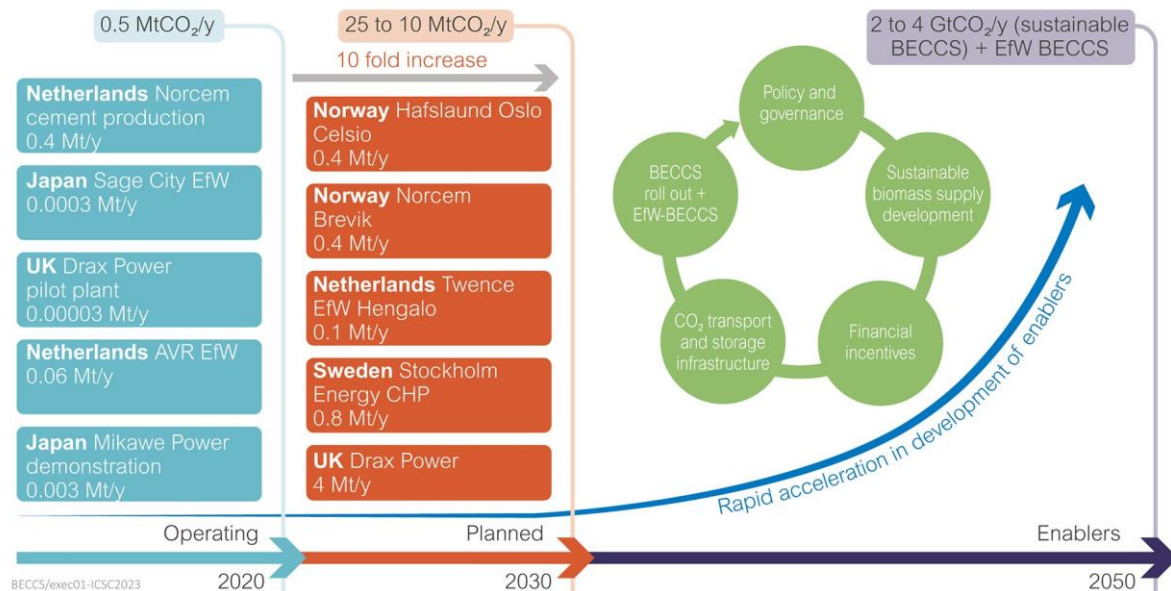 0.5 MtCO₂/y
25 to 10 MtCO₂/y
2 to 4 GtCO₂/y (sustainable
BECCS) + EfW BECCS
10 fold increase
Netherlands Norcem
cement production
0.4 Mt/y
Japan Sage City EfW
0.0003 Mt/y
UK Drax Power
pilot plant
0.00003 Mt/y
Netherlands AVR EfW
0.06 Mt/y
Japan Mikawe Power
demonstration
0.003 Mt/y
Norway Hafslaund Oslo
Celsio
0.4 Mt/y
Norway Norcem
Brevik
0.4 Mt/y
Netherlands Twence
EfW Hengalo
0.1 Mt/y
Sweden Stockholm
Energy CHP
0.8 Mt/y
UK Drax Power
4 Mt/y
Policy and
governance
Sustainable
biomass supply
development
Financial
incentives
CO₂ transport
and storage
infrastructure
BECCS
roll out +
EfW-BECCS
Rapid acceleration in development of enablers
Operating
Planned
Enablers
BECCS/exec01-ICSC2023
2020
2030
2050